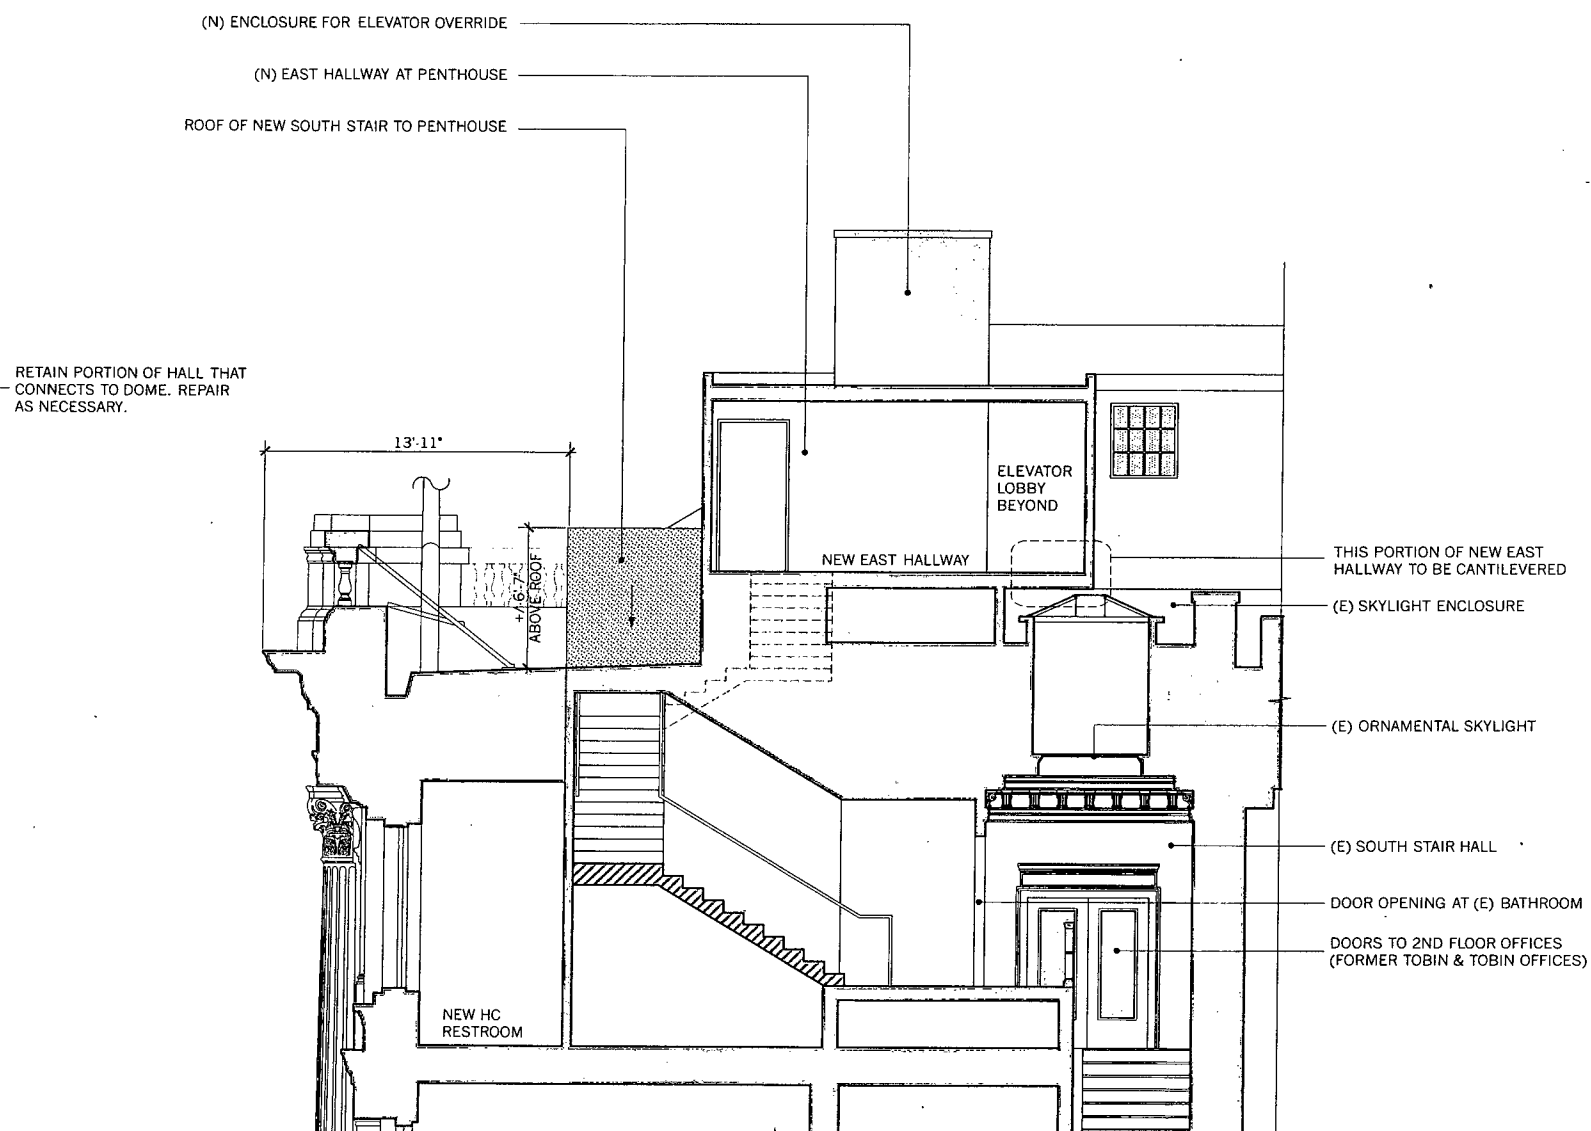 (N) ENCLOSURE FOR ELEVATOR OVERRIDE
(N) EAST HALLWAY AT PENTHOUSE
ROOF OF NEW SOUTH STAIR TO PENTHOUSE
RETAIN PORTION OF HALL THAT
CONNECTS TO DOME. REPAIR
AS NECESSARY.
13'-11"
ELEVATOR
LOBBY
BEYOND
+/- 6'-7"
ABOVE ROOF
NEW EAST HALLWAY
THIS PORTION OF NEW EAST
HALLWAY TO BE CANTILEVERED
(E) SKYLIGHT ENCLOSURE
(E) ORNAMENTAL SKYLIGHT
(E) SOUTH STAIR HALL
DOOR OPENING AT (E) BATHROOM
DOORS TO 2ND FLOOR OFFICES
(FORMER TOBIN & TOBIN OFFICES)
NEW HC
RESTROOM